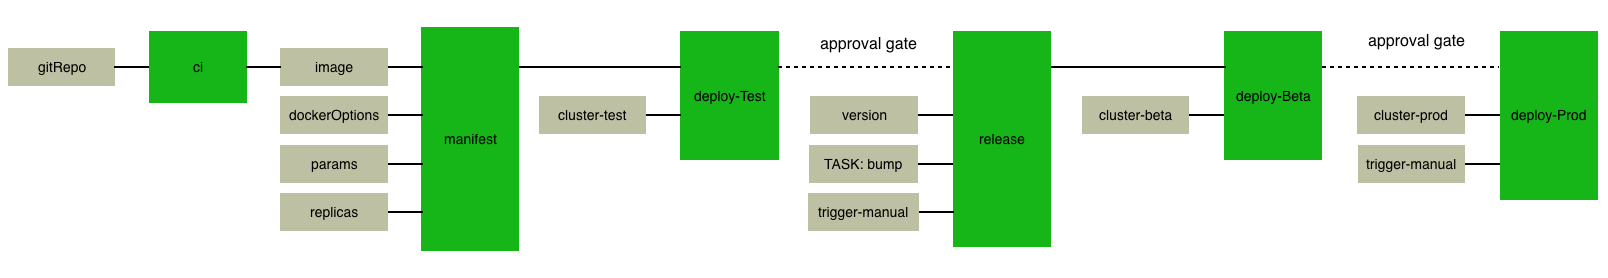 gitRepo
ci
image
dockerOptions
params
replicas
manifest
cluster-test
deploy-Test
approval gate
version
TASK: bump
trigger-manual
release
cluster-beta
deploy-Beta
approval gate
cluster-prod
trigger-manual
deploy-Prod